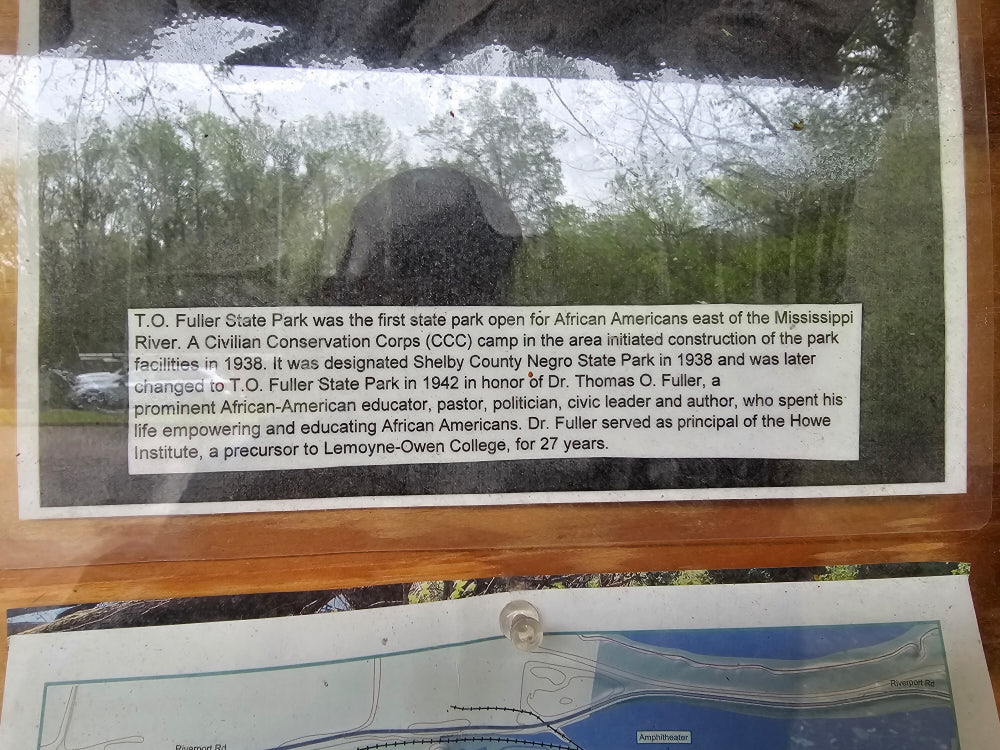 T.O. Fuller State Park was the first state park open for African Americans east of the Mississippi
River. A Civilian Conservation Corps (CCC) camp in the area initiated construction of the park
facilities in 1938. It was designated Shelby County Negro State Park in 1938 and was later
changed to T.O. Fuller State Park in 1942 in honor of Dr. Thomas O. Fuller, a
prominent African-American educator, pastor, politician, civic leader and author, who spent his
life empowering and educating African Americans. Dr. Fuller served as principal of the Howe
Institute, a precursor to Lemoyne-Owen College, for 27 years.
Riverport Rd
Amphitheater
Riverport Rd